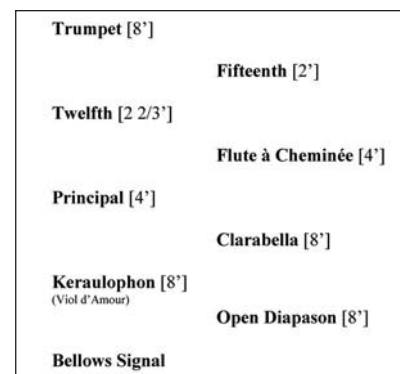 Trumpet [8’]
Fifteenth [2’]
Twelfth [2 2/3’]
Flute à Cheminée [4’]
Principal [4’]
Clarabella [8’]
Keraulophon [8’]
(Viol d’Amour)
Open Diapason [8’]
Bellows Signal